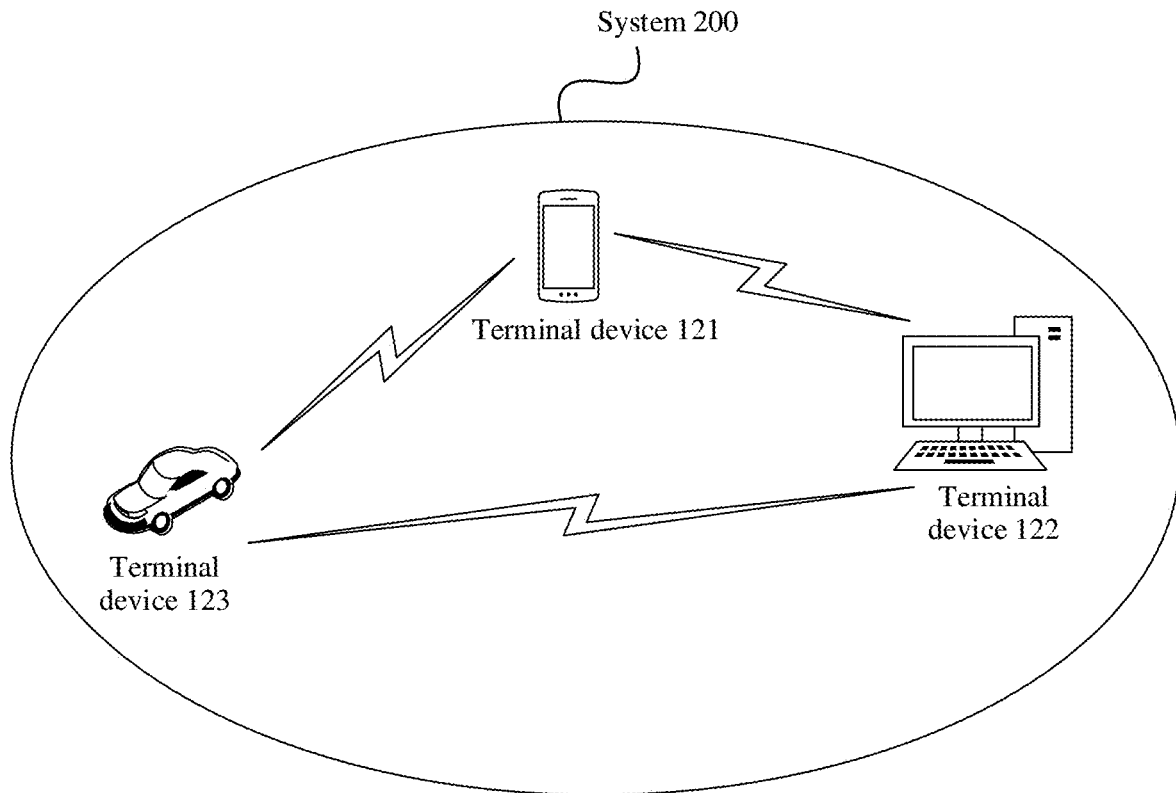 System 200
Terminal device 121
Terminal
device 122
Terminal
device 123